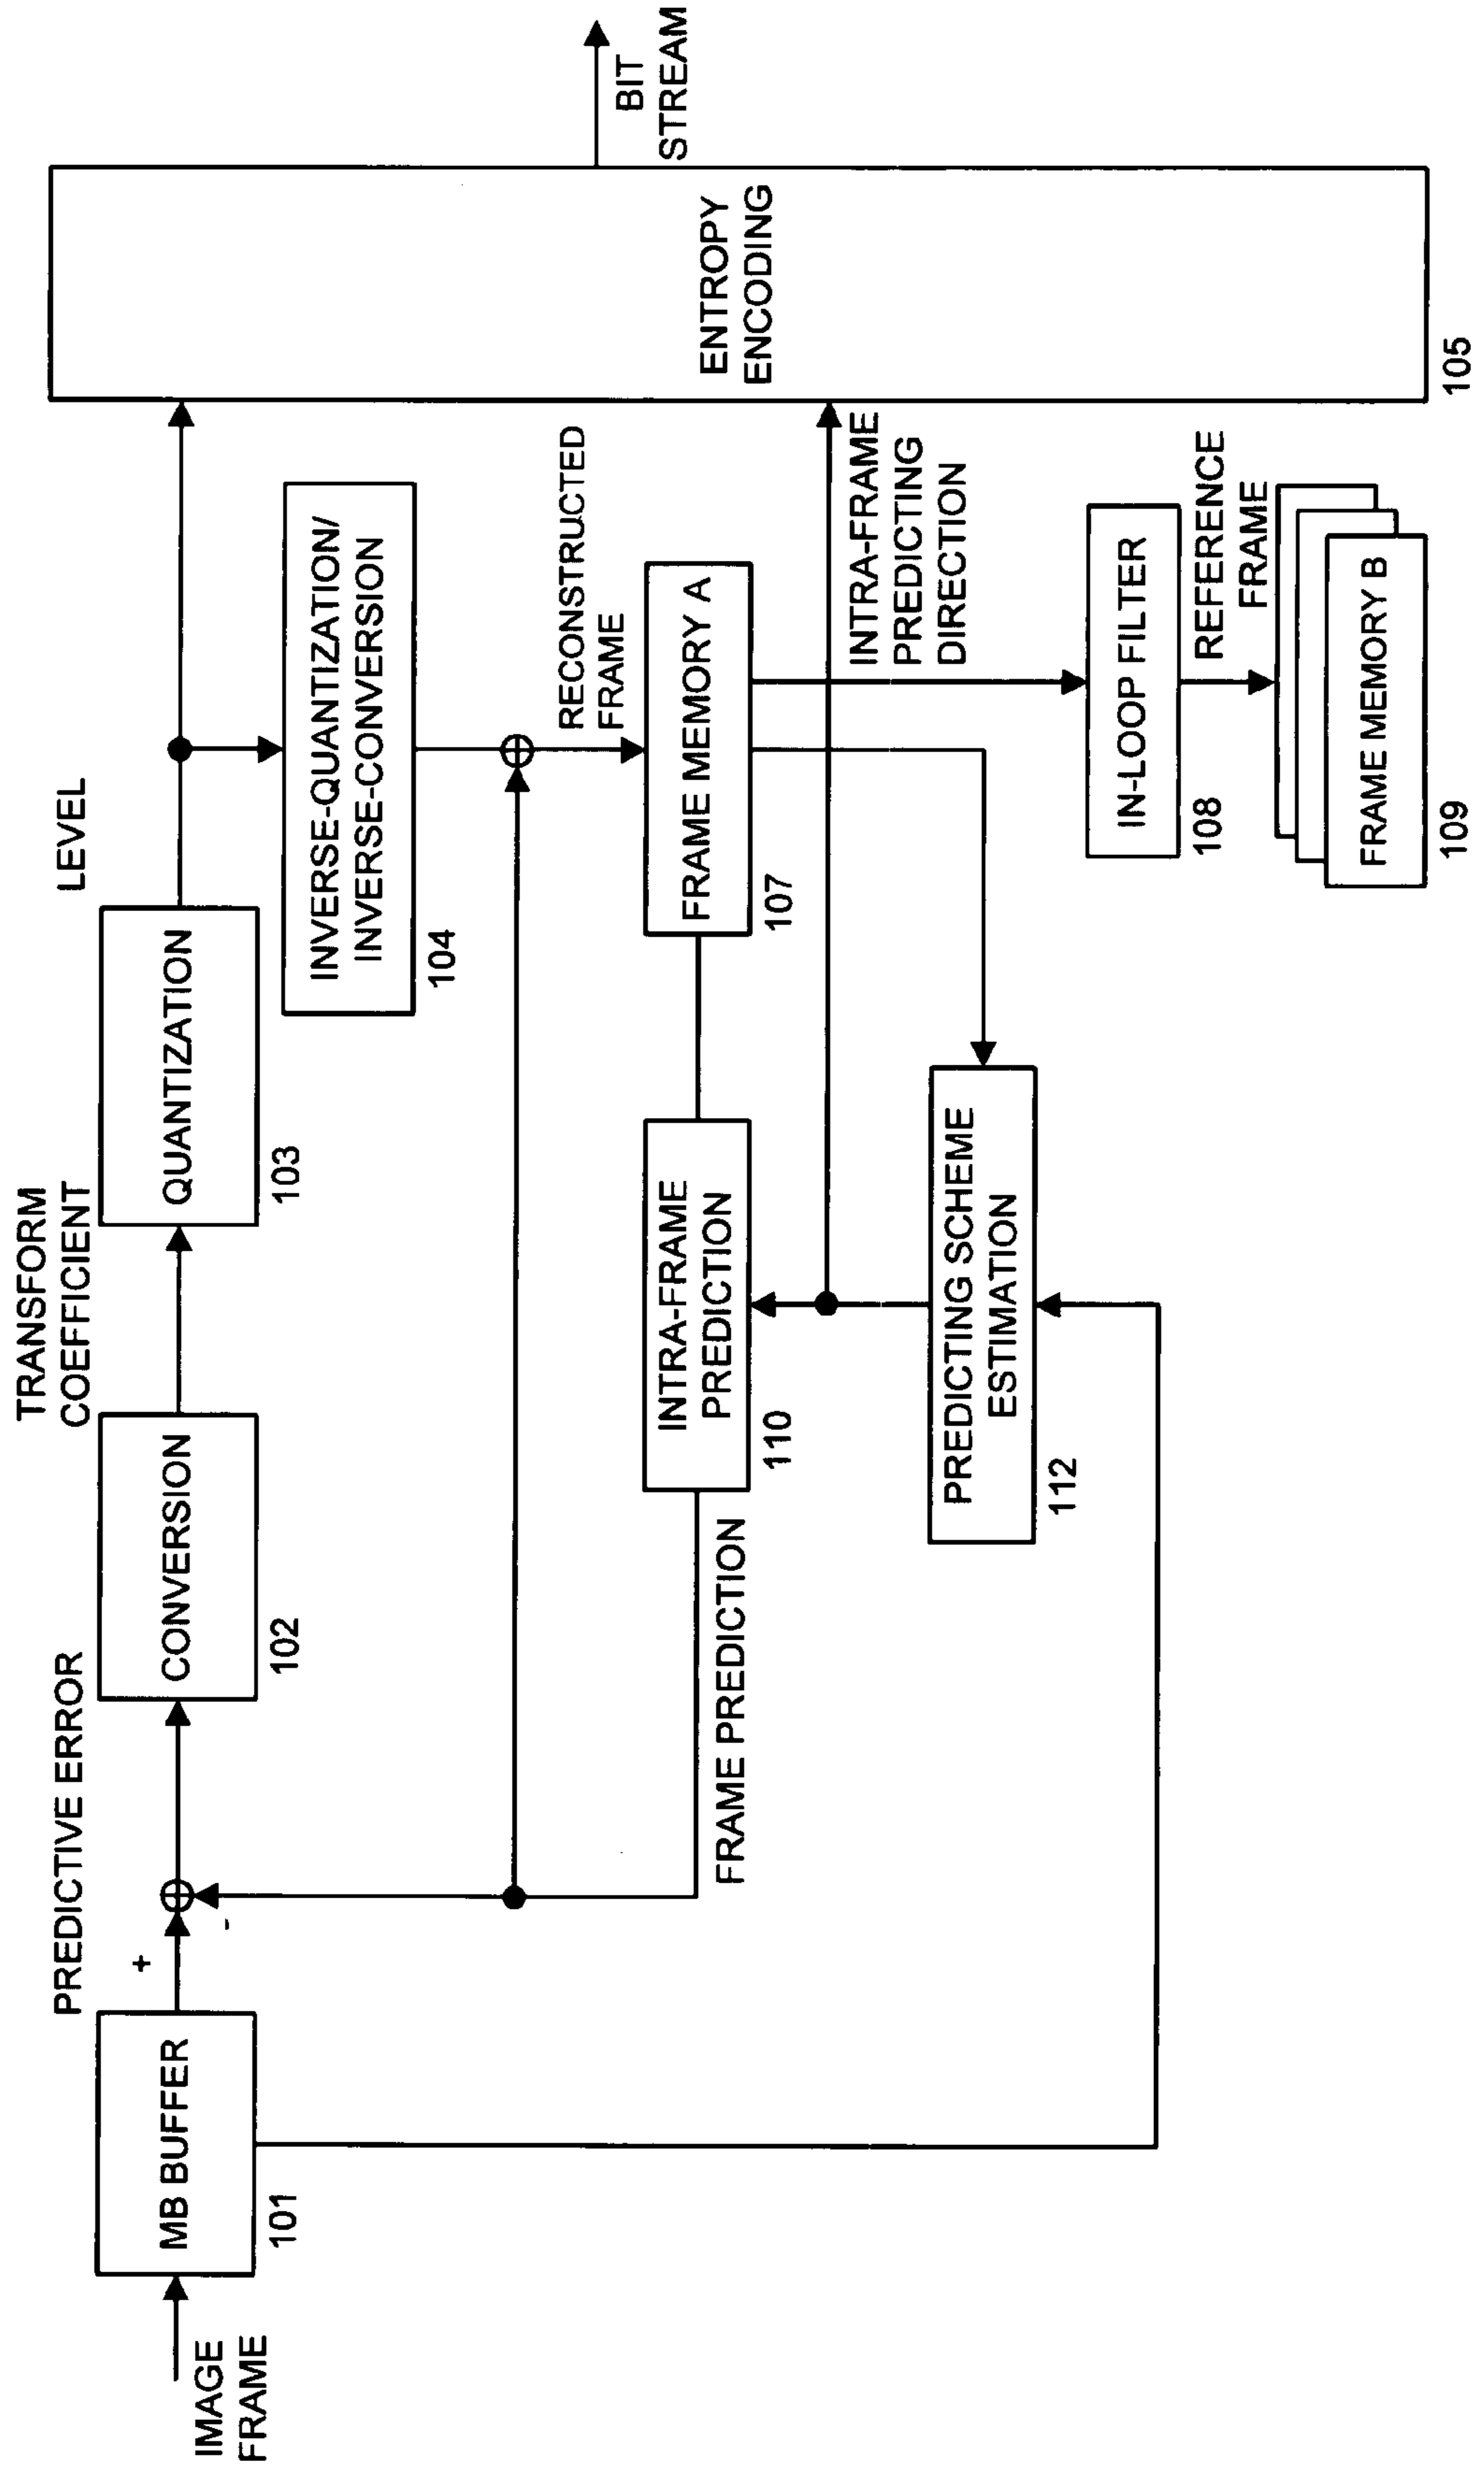 IMAGE
FRAME
MB BUFFER
101
+
-
PREDICTIVE ERROR
CONVERSION
102
TRANSFORM
COEFFICIENT
QUANTIZATION
103
LEVEL
INVERSE-QUANTIZATION/
INVERSE-CONVERSION
104
RECONSTRUCTED
FRAME
FRAME MEMORY A
107
INTRA-FRAME
PREDICTION
110
FRAME PREDICTION
PREDICTING SCHEME
ESTIMATION
112
INTRA-FRAME
PREDICTING
DIRECTION
IN-LOOP FILTER
108
REFERENCE
FRAME
FRAME MEMORY B
109
ENTROPY
ENCODING
105
BIT
STREAM